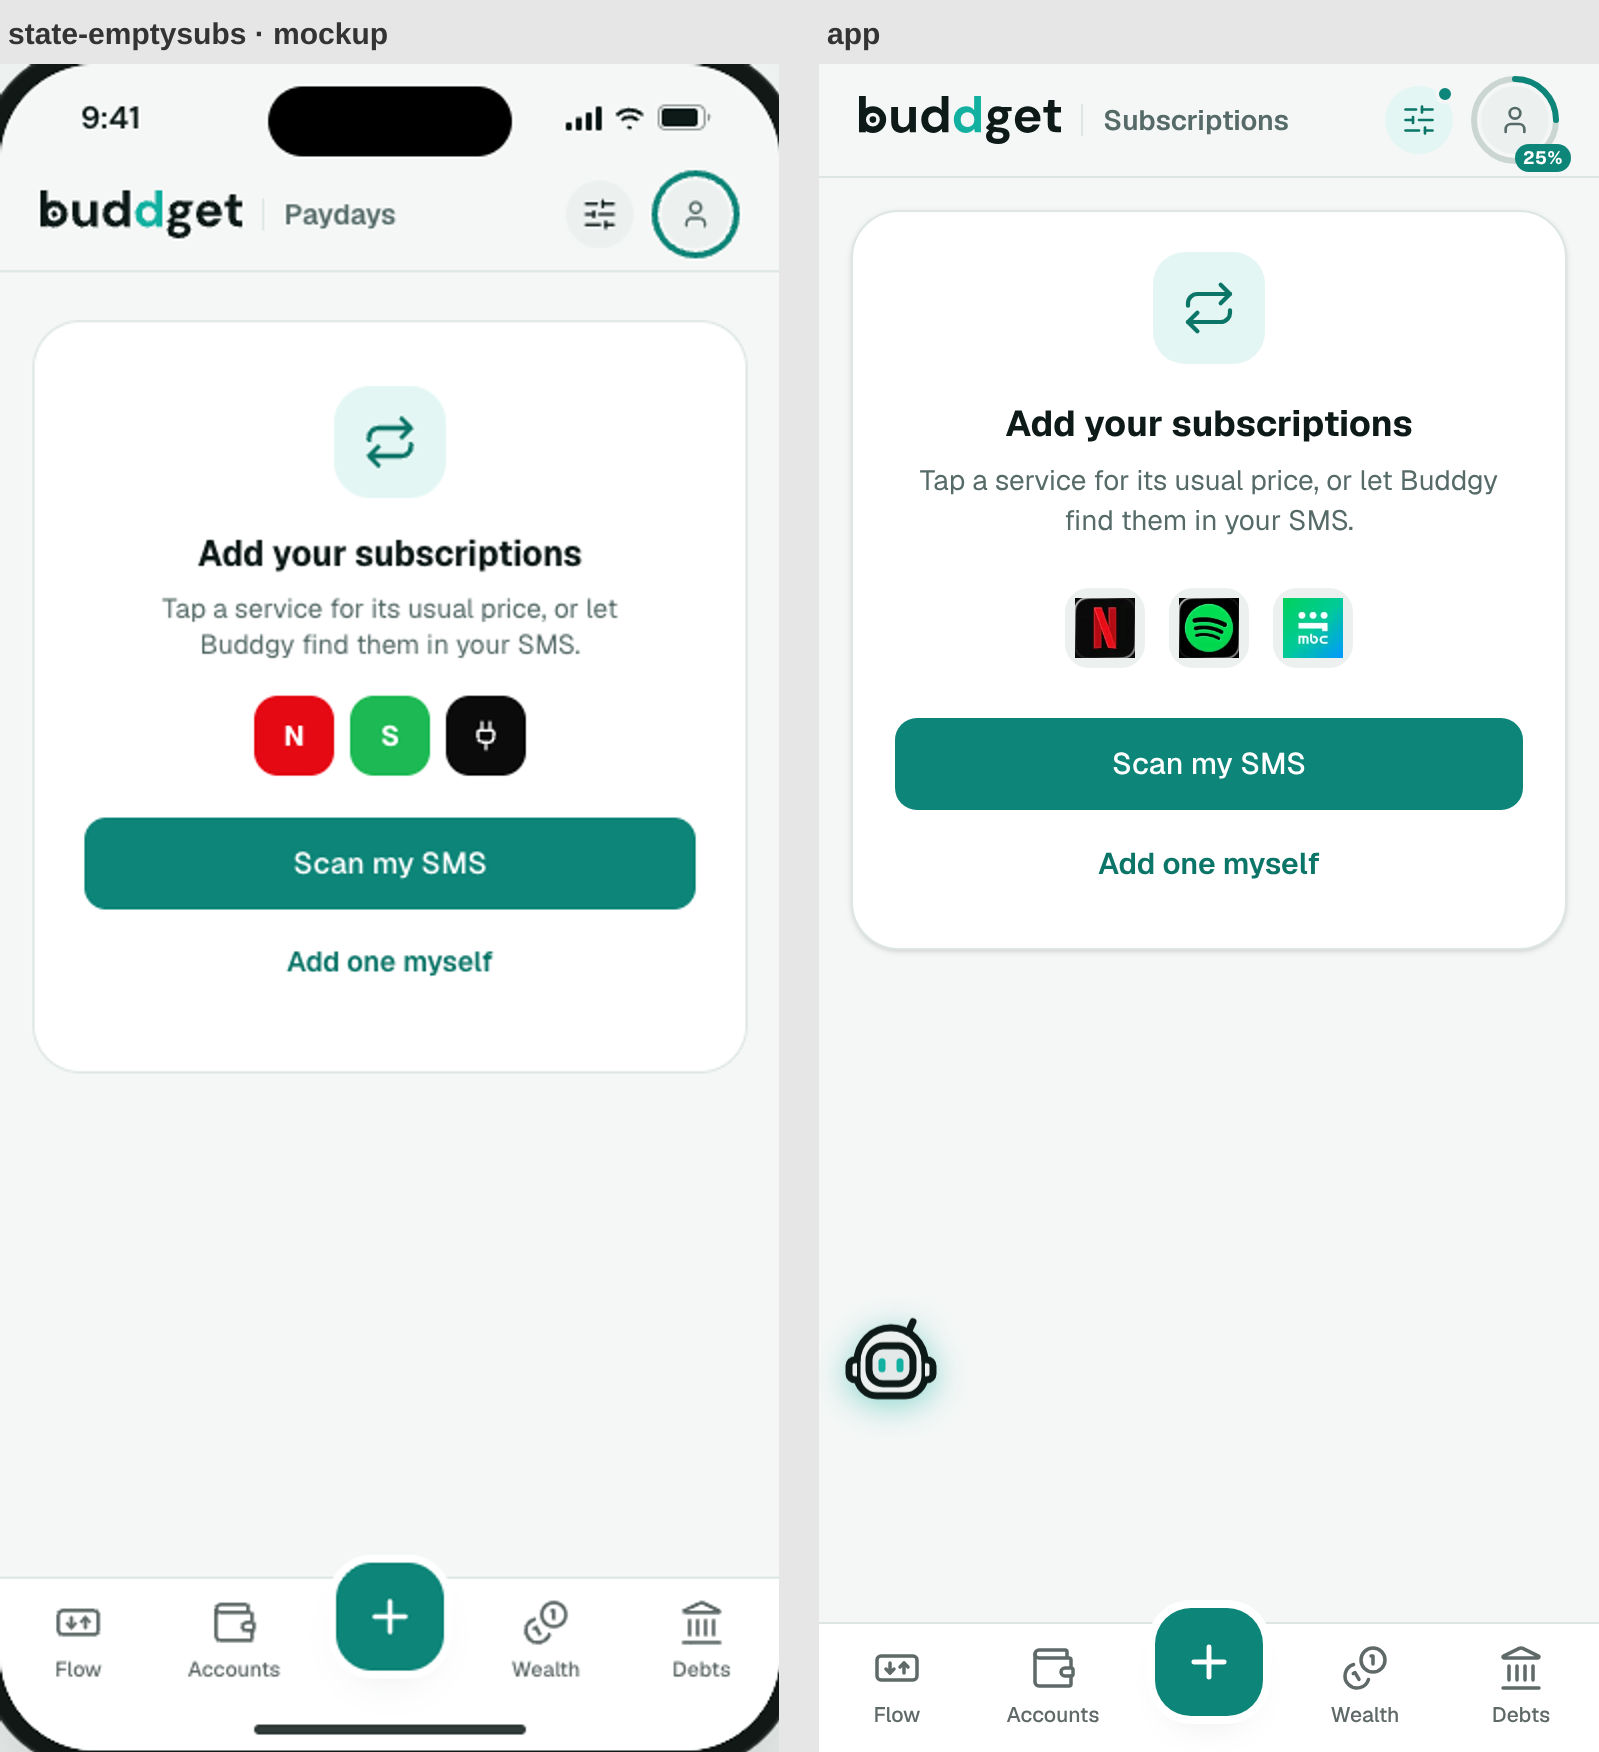 state-emptysubs · mockup
9:41
buddget
Paydays
Add your subscriptions
Tap a service for its usual price, or let
Buddgy find them in your SMS.
N
S
Scan my SMS
Add one myself
Flow
Accounts
Wealth
Debts
app
buddget
Subscriptions
25%
Add your subscriptions
Tap a service for its usual price, or let Buddgy
find them in your SMS.
N
mbc
Scan my SMS
Add one myself
Flow
Accounts
Wealth
Debts